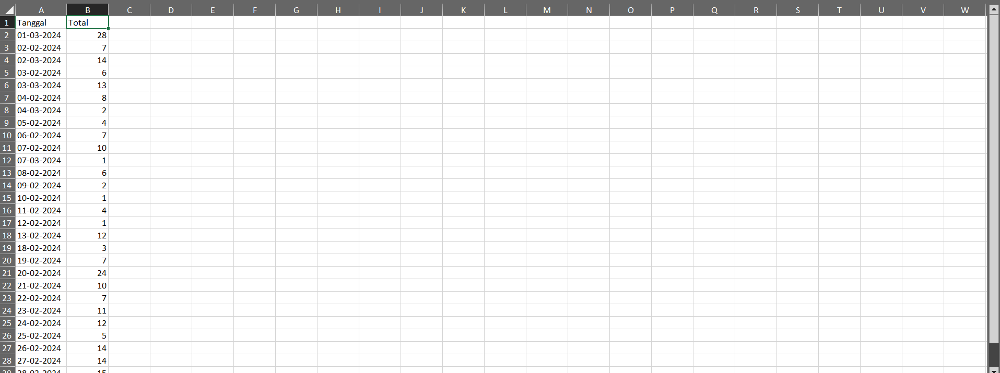 A B C D E F G H I J K L M N O P Q R S T U V W
1 Tanggal Total
2 01-03-2024 28
3 02-02-2024 7
4 02-03-2024 14
5 03-02-2024 6
6 03-03-2024 13
7 04-02-2024 8
8 04-03-2024 2
9 05-02-2024 4
10 06-02-2024 7
11 07-02-2024 10
12 07-03-2024 1
13 08-02-2024 6
14 09-02-2024 2
15 10-02-2024 1
16 11-02-2024 4
17 12-02-2024 1
18 13-02-2024 12
19 18-02-2024 3
20 19-02-2024 7
21 20-02-2024 24
22 21-02-2024 10
23 22-02-2024 7
24 23-02-2024 11
25 24-02-2024 12
26 25-02-2024 5
27 26-02-2024 14
28 27-02-2024 14
29 28-02-2024 15